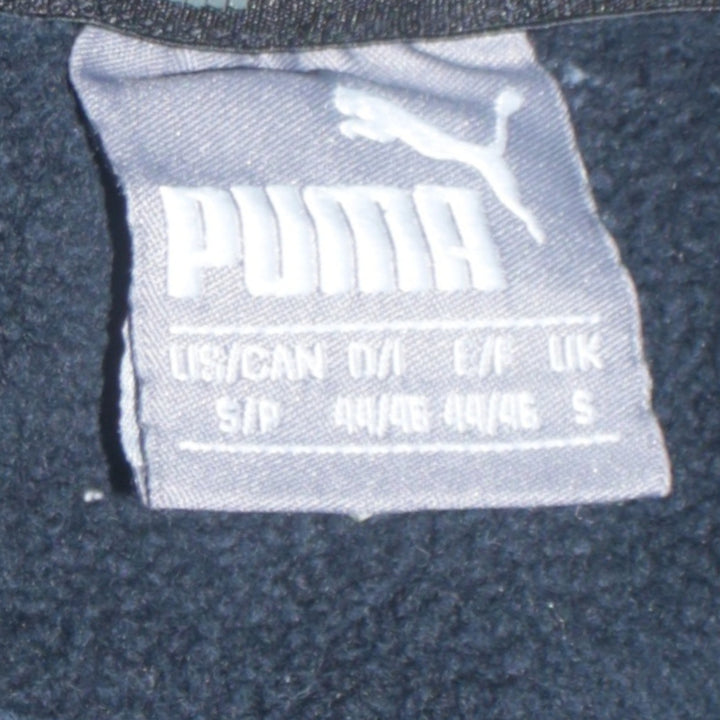 PUMA
US/CAN D/I E/F UK
S/P 44/46 44/46 S